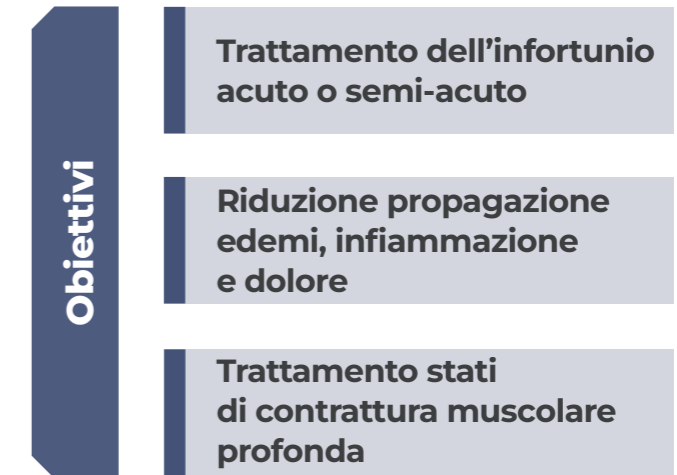 Obiettivi
Trattamento dell’infortunio
acuto o semi-acuto
Riduzione propagazione
edemi, infiammazione
e dolore
Trattamento stati
di contrattura muscolare
profonda